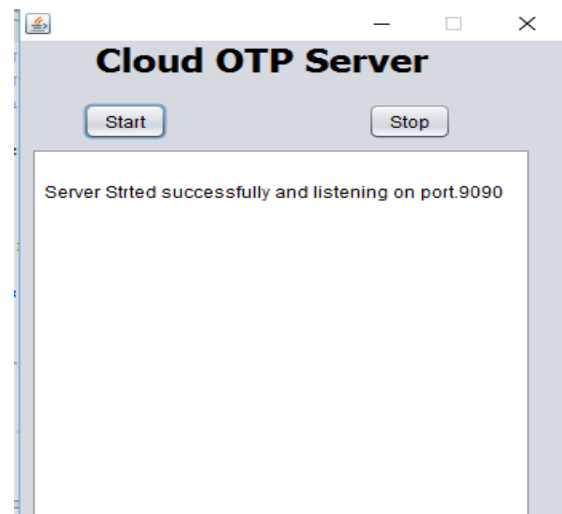 Cloud OTP Server
Start Stop
Server Strted successfully and listening on port.9090